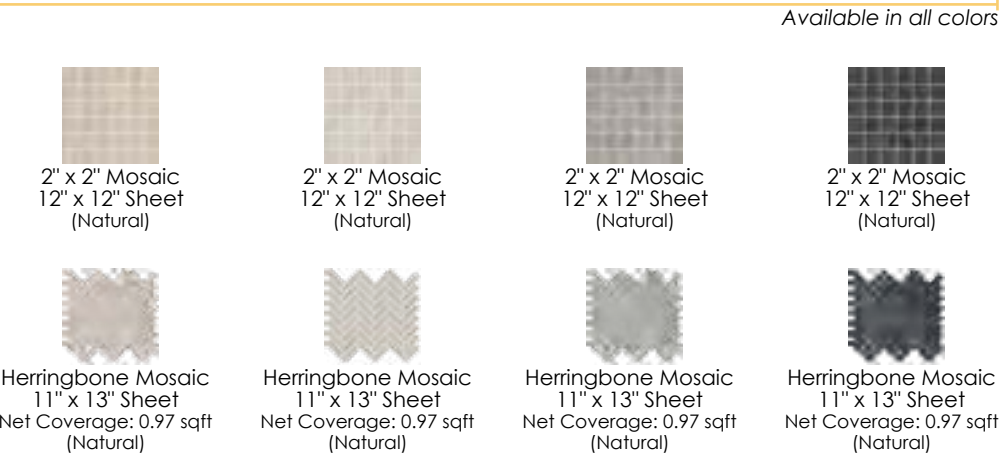 Available in all colors
2" x 2" Mosaic
12" x 12" Sheet
(Natural)
2" x 2" Mosaic
12" x 12" Sheet
(Natural)
2" x 2" Mosaic
12" x 12" Sheet
(Natural)
2" x 2" Mosaic
12" x 12" Sheet
(Natural)
Herringbone Mosaic
11" x 13" Sheet
Net Coverage: 0.97 sqft
(Natural)
Herringbone Mosaic
11" x 13" Sheet
Net Coverage: 0.97 sqft
(Natural)
Herringbone Mosaic
11" x 13" Sheet
Net Coverage: 0.97 sqft
(Natural)
Herringbone Mosaic
11" x 13" Sheet
Net Coverage: 0.97 sqft
(Natural)